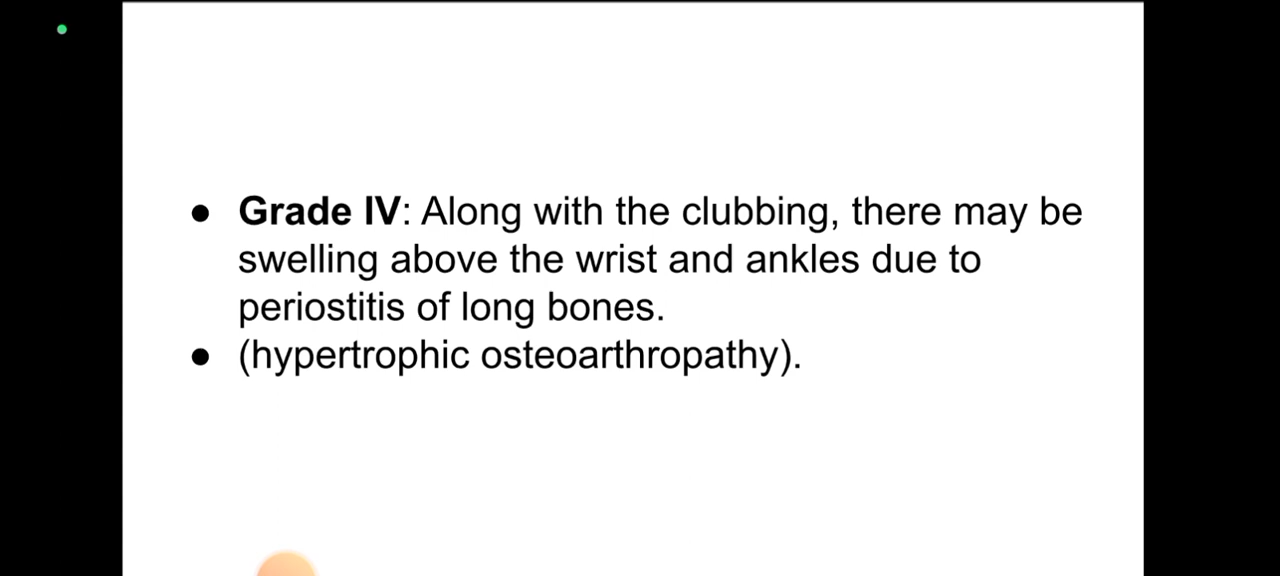 ● Grade IV: Along with the clubbing, there may be
swelling above the wrist and ankles due to
periostitis of long bones.
● (hypertrophic osteoarthropathy).